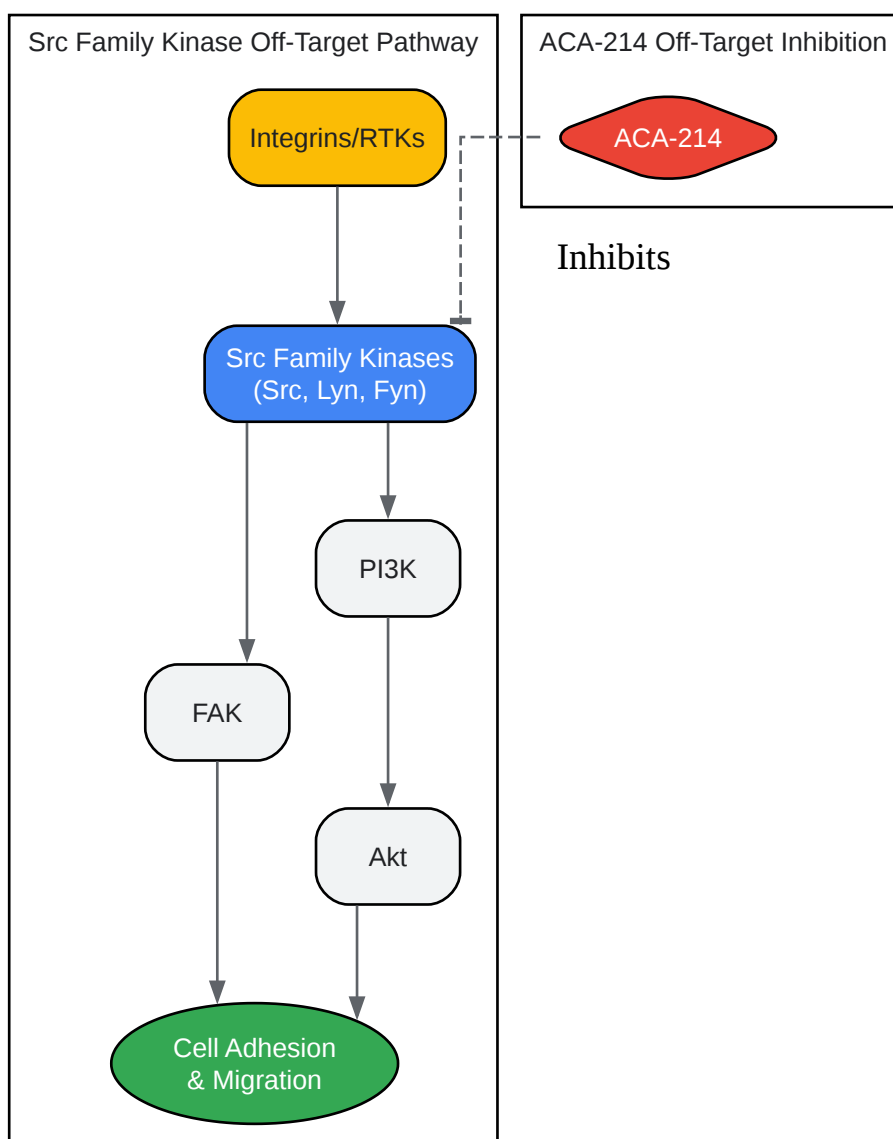 Src Family Kinase Off-Target Pathway
ACA-214 Off-Target Inhibition
Integrins/RTKs
ACA-214
Inhibits
Src Family Kinases
(Src, Lyn, Fyn)
PI3K
FAK
Akt
Cell Adhesion
& Migration